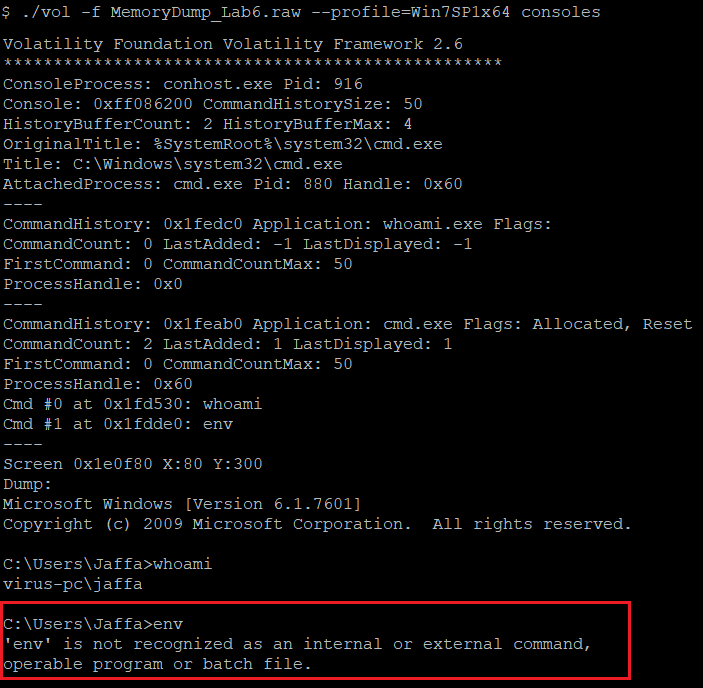 $ ./vol -f MemoryDump_Lab6.raw --profile=Win7SP1x64 consoles
Volatility Foundation Volatility Framework 2.6
**************************************************
ConsoleProcess: conhost.exe Pid: 916
Console: 0xff086200 CommandHistorySize: 50
HistoryBufferCount: 2 HistoryBufferMax: 4
OriginalTitle: %SystemRoot%\system32\cmd.exe
Title: C:\Windows\system32\cmd.exe
AttachedProcess: cmd.exe Pid: 880 Handle: 0x60
----
CommandHistory: 0x1fedc0 Application: whoami.exe Flags:
CommandCount: 0 LastAdded: -1 LastDisplayed: -1
FirstCommand: 0 CommandCountMax: 50
ProcessHandle: 0x0
----
CommandHistory: 0x1feab0 Application: cmd.exe Flags: Allocated, Reset
CommandCount: 2 LastAdded: 1 LastDisplayed: 1
FirstCommand: 0 CommandCountMax: 50
ProcessHandle: 0x60
Cmd #0 at 0x1fd530: whoami
Cmd #1 at 0x1fdde0: env
----
Screen 0x1e0f80 X:80 Y:300
Dump:
Microsoft Windows [Version 6.1.7601]
Copyright (c) 2009 Microsoft Corporation.  All rights reserved.
C:\Users\Jaffa>whoami
virus-pc\jaffa
C:\Users\Jaffa>env
'env' is not recognized as an internal or external command,
operable program or batch file.